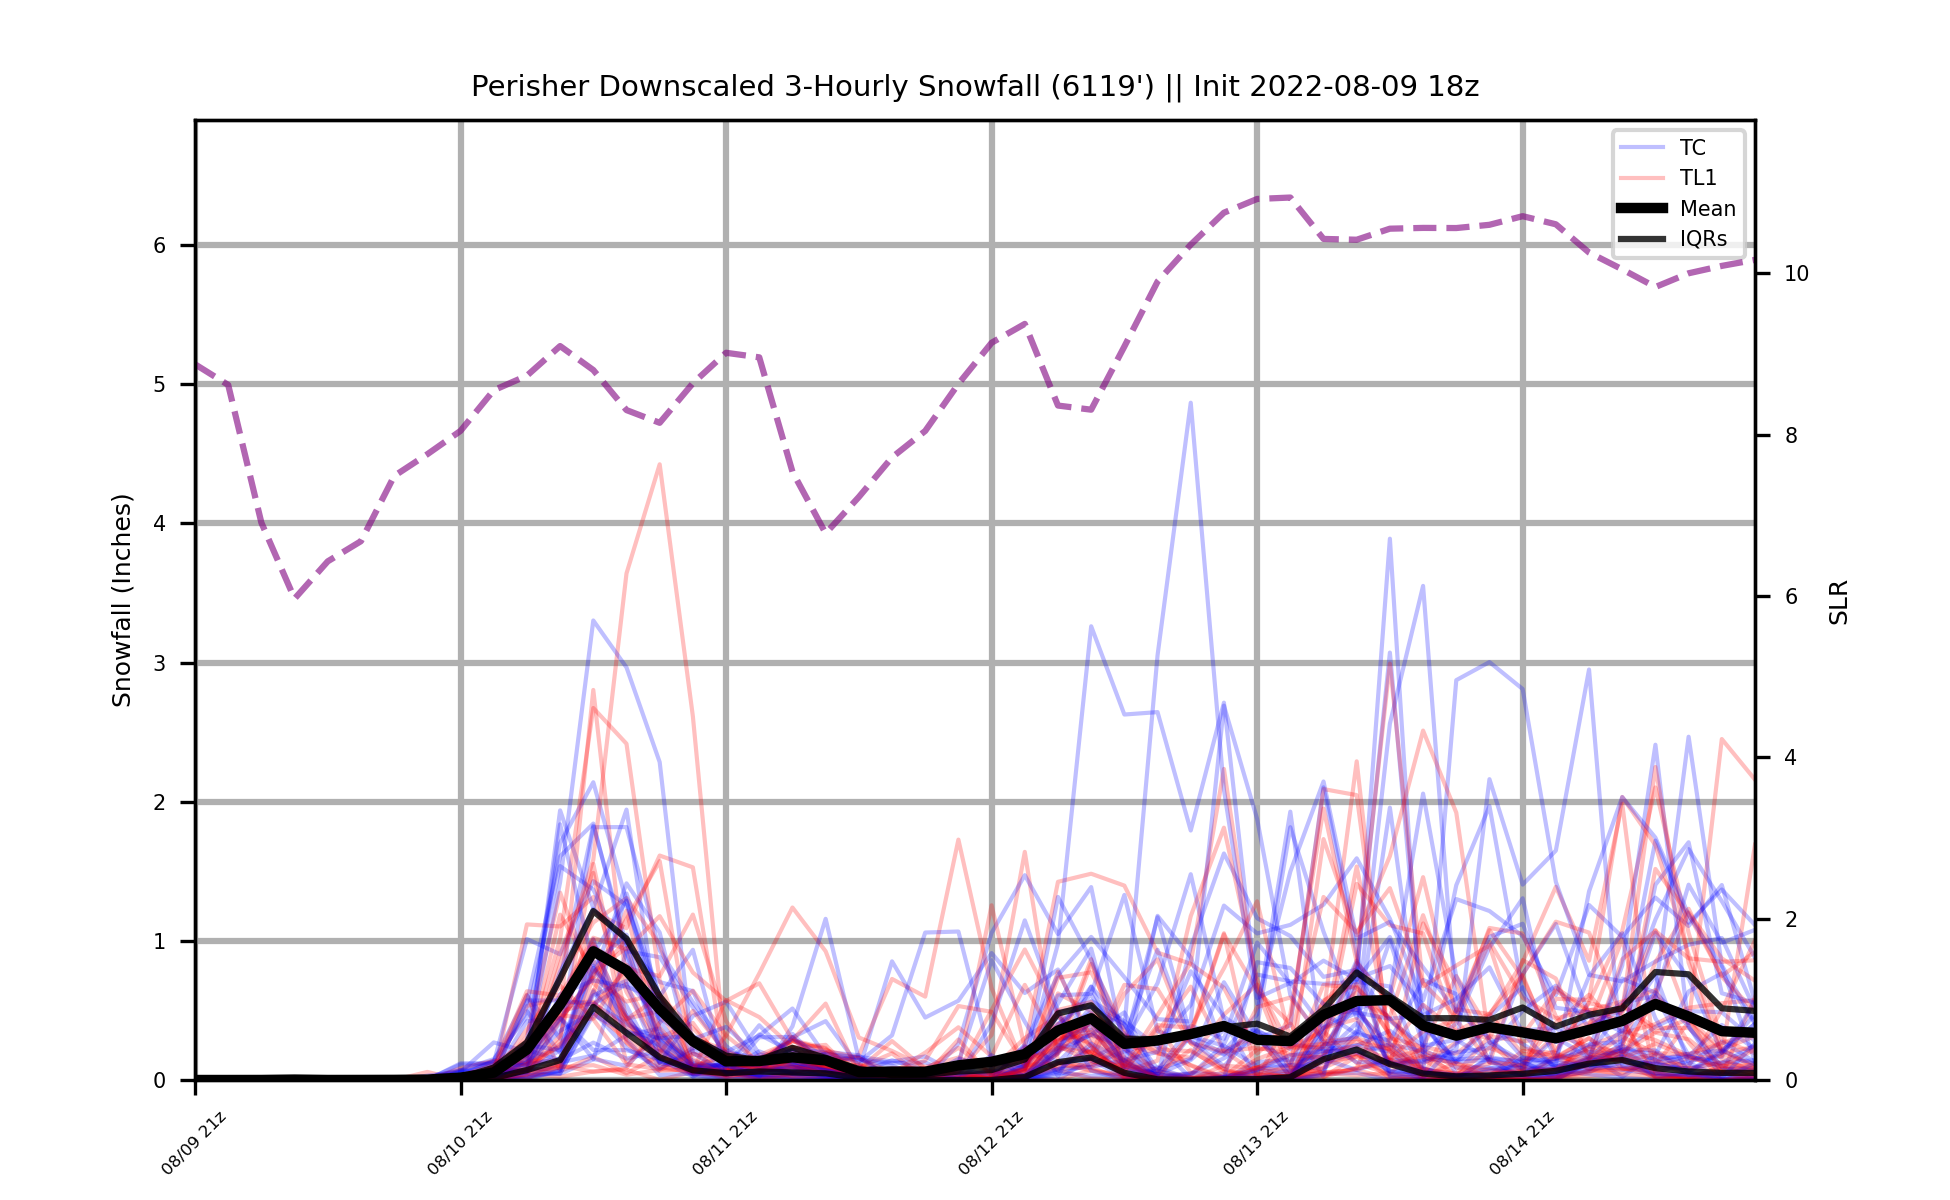 Perisher Downscaled 3-Hourly Snowfall (6119') || Init 2022-08-09 18z
TC
TL1
Mean
IQRs
Snowfall (Inches)
6
5
4
3
2
1
0
10
8
6
4
2
0
SLR
08/09 21z
08/10 21z
08/11 21z
08/12 21z
08/13 21z
08/14 21z